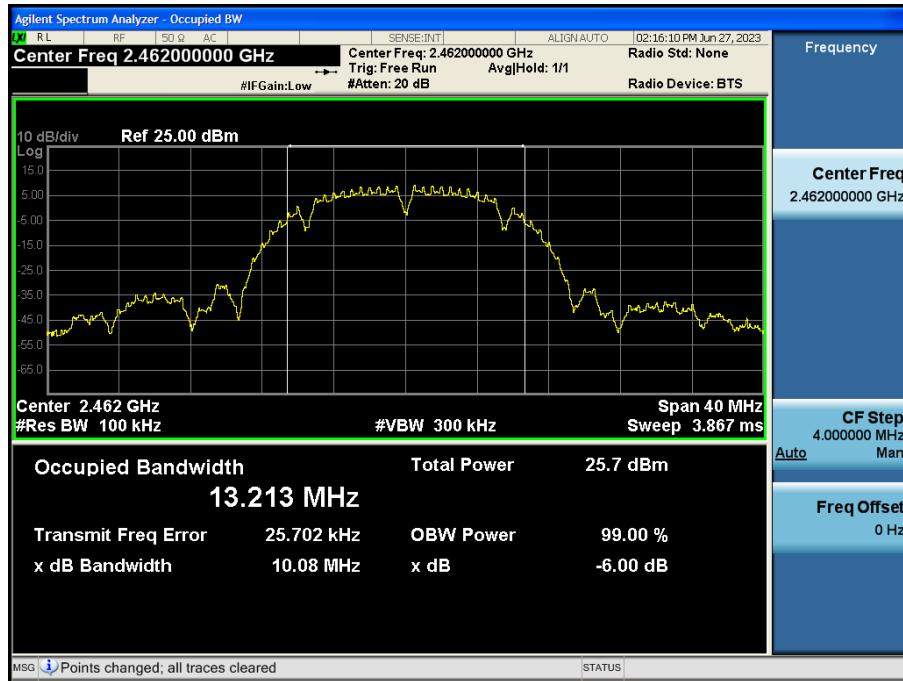 Agilent Spectrum Analyzer - Occupied BW
LXI RL RF 50 Ω AC SENSE:INT ALIGN AUTO 02:16:10 PM Jun 27, 2023
Center Freq 2.462000000 GHz
Center Freq: 2.462000000 GHz Radio Std: None
Trig: Free Run Avg|Hold: 1/1
#IFGain:Low #Atten: 20 dB Radio Device: BTS
Frequency
10 dB/div Ref 25.00 dBm
Log
15.0
5.00
-5.00
-15.0
-25.0
-35.0
-45.0
-55.0
-65.0
Center 2.462 GHz Span 40 MHz
#Res BW 100 kHz #VBW 300 kHz Sweep 3.867 ms
Center Freq
2.462000000 GHz
CF Step
4.000000 MHz
Auto Man
Freq Offset
0 Hz
Occupied Bandwidth Total Power 25.7 dBm
13.213 MHz
Transmit Freq Error 25.702 kHz OBW Power 99.00 %
x dB Bandwidth 10.08 MHz x dB -6.00 dB
MSG Points changed; all traces cleared STATUS